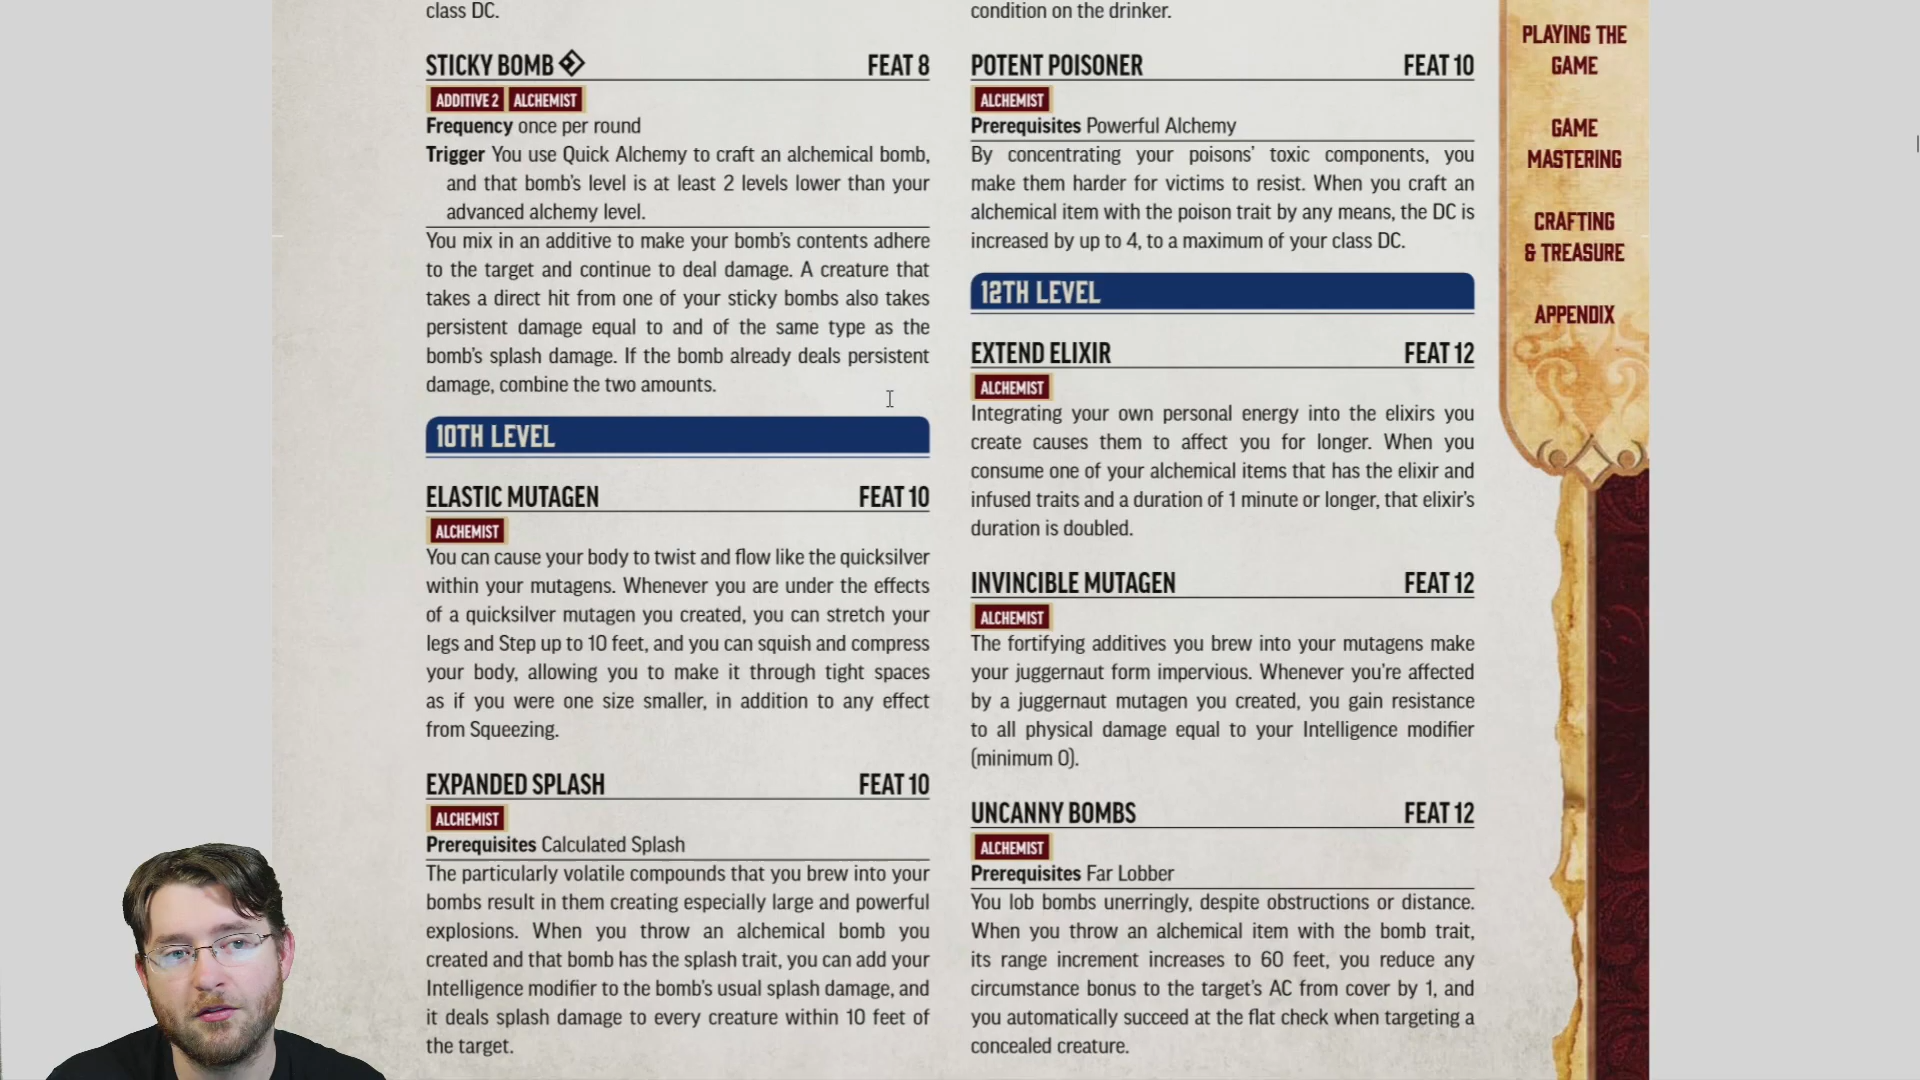 class DC.
STICKY BOMB FEAT 8
ADDITIVE 2 ALCHEMIST
Frequency once per round
Trigger You use Quick Alchemy to craft an alchemical bomb,
and that bomb's level is at least 2 levels lower than your
advanced alchemy level.
You mix in an additive to make your bomb's contents adhere
to the target and continue to deal damage. A creature that
takes a direct hit from one of your sticky bombs also takes
persistent damage equal to and of the same type as the
bomb's splash damage. If the bomb already deals persistent
damage, combine the two amounts.
10TH LEVEL
ELASTIC MUTAGEN FEAT 10
ALCHEMIST
You can cause your body to twist and flow like the quicksilver
within your mutagens. Whenever you are under the effects
of a quicksilver mutagen you created, you can stretch your
legs and Step up to 10 feet, and you can squish and compress
your body, allowing you to make it through tight spaces
as if you were one size smaller, in addition to any effect
from Squeezing.
EXPANDED SPLASH FEAT 10
ALCHEMIST
Prerequisites Calculated Splash
The particularly volatile compounds that you brew into your
bombs result in them creating especially large and powerful
explosions. When you throw an alchemical bomb you
created and that bomb has the splash trait, you can add your
Intelligence modifier to the bomb's usual splash damage, and
it deals splash damage to every creature within 10 feet of
the target.
condition on the drinker.
POTENT POISONER FEAT 10
ALCHEMIST
Prerequisites Powerful Alchemy
By concentrating your poisons' toxic components, you
make them harder for victims to resist. When you craft an
alchemical item with the poison trait by any means, the DC is
increased by up to 4, to a maximum of your class DC.
12TH LEVEL
EXTEND ELIXIR FEAT 12
ALCHEMIST
Integrating your own personal energy into the elixirs you
create causes them to affect you for longer. When you
consume one of your alchemical items that has the elixir and
infused traits and a duration of 1 minute or longer, that elixir's
duration is doubled.
INVINCIBLE MUTAGEN FEAT 12
ALCHEMIST
The fortifying additives you brew into your mutagens make
your juggernaut form impervious. Whenever you're affected
by a juggernaut mutagen you created, you gain resistance
to all physical damage equal to your Intelligence modifier
(minimum 0).
UNCANNY BOMBS FEAT 12
ALCHEMIST
Prerequisites Far Lobber
You lob bombs unerringly, despite obstructions or distance.
When you throw an alchemical item with the bomb trait,
its range increment increases to 60 feet, you reduce any
circumstance bonus to the target's AC from cover by 1, and
you automatically succeed at the flat check when targeting a
concealed creature.
PLAYING THE
GAME
GAME
MASTERING
CRAFTING
& TREASURE
APPENDIX